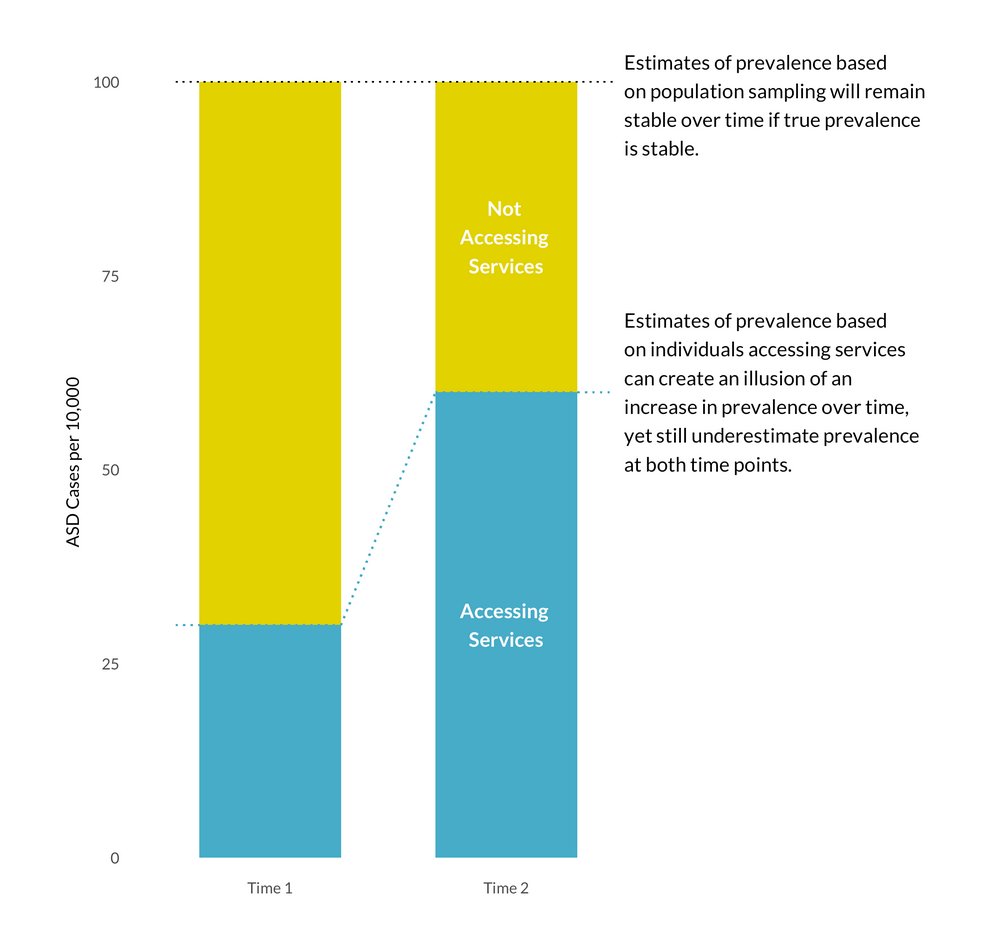 100
75
50
25
0
ASD Cases per 10,000
Time 1
Time 2
Not
Accessing
Services
Accessing
Services
Estimates of prevalence based
on population sampling will remain
stable over time if true prevalence
is stable.
Estimates of prevalence based
on individuals accessing services
can create an illusion of an
increase in prevalence over time,
yet still underestimate prevalence
at both time points.